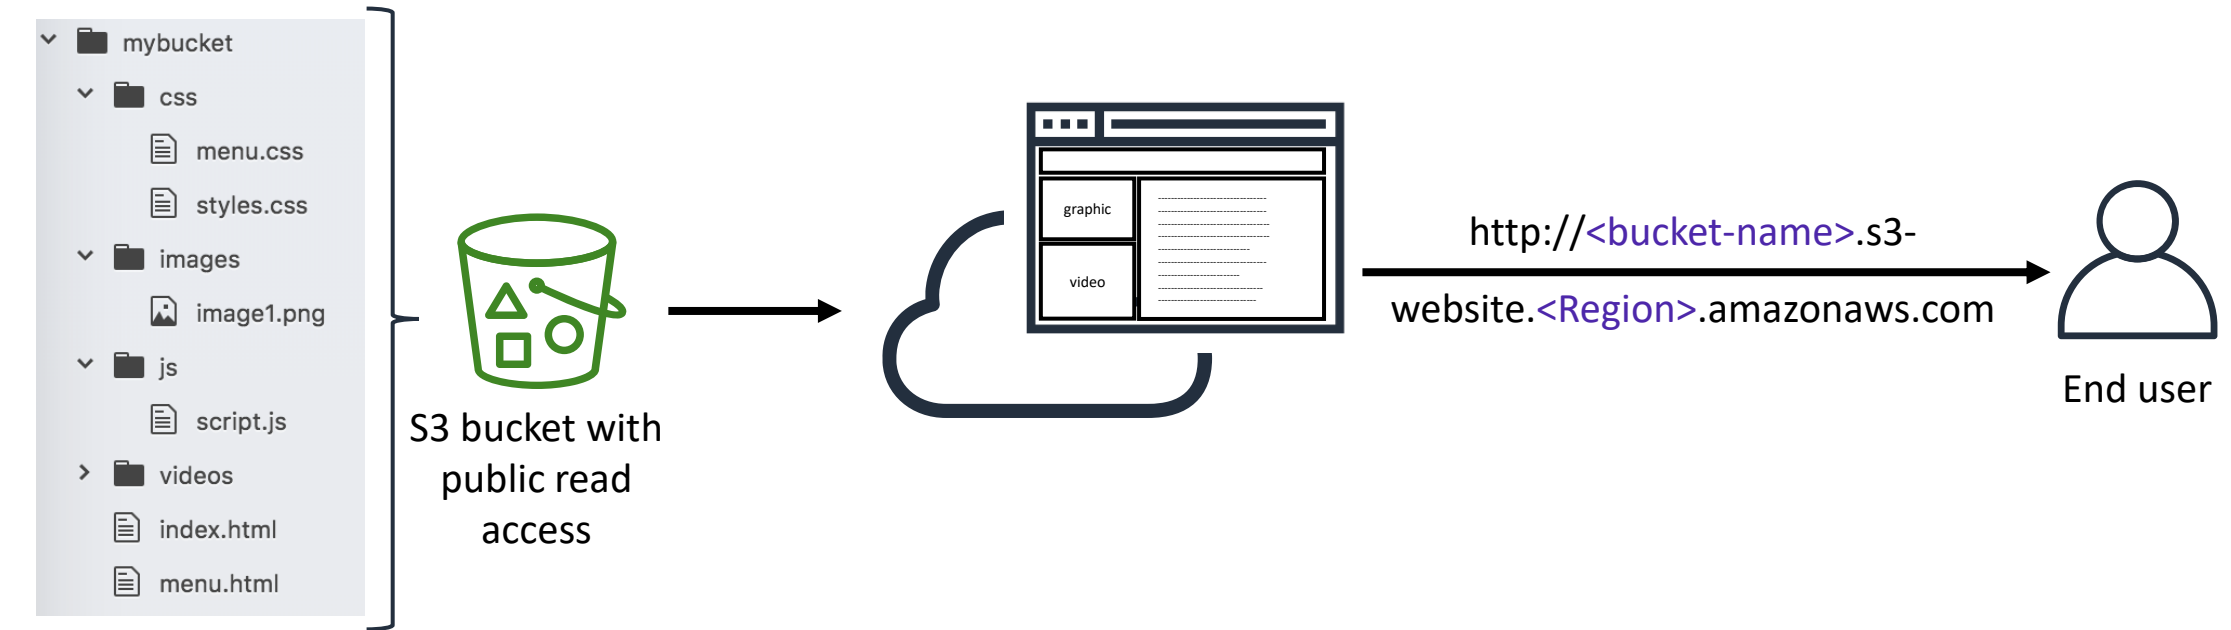 mybucket
css
menu.css
styles.css
images
image1.png
js
script.js
videos
index.html
menu.html
S3 bucket with
public read
access
graphic
video
http://<bucket-name>.s3-
website.<Region>.amazonaws.com
End user